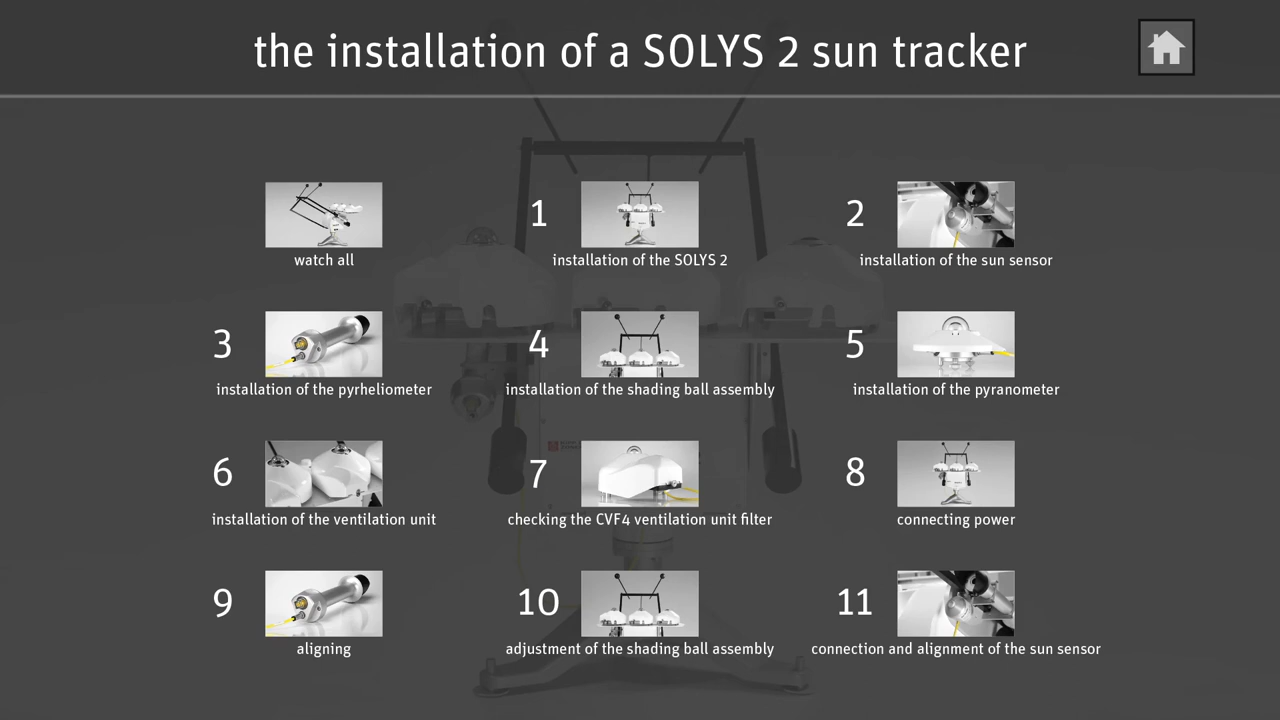 the installation of a SOLYS 2 sun tracker
watch all
1
installation of the SOLYS 2
2
installation of the sun sensor
3
installation of the pyrheliometer
4
installation of the shading ball assembly
5
installation of the pyranometer
6
installation of the ventilation unit
7
checking the CVF4 ventilation unit filter
8
connecting power
9
aligning
10
adjustment of the shading ball assembly
11
connection and alignment of the sun sensor